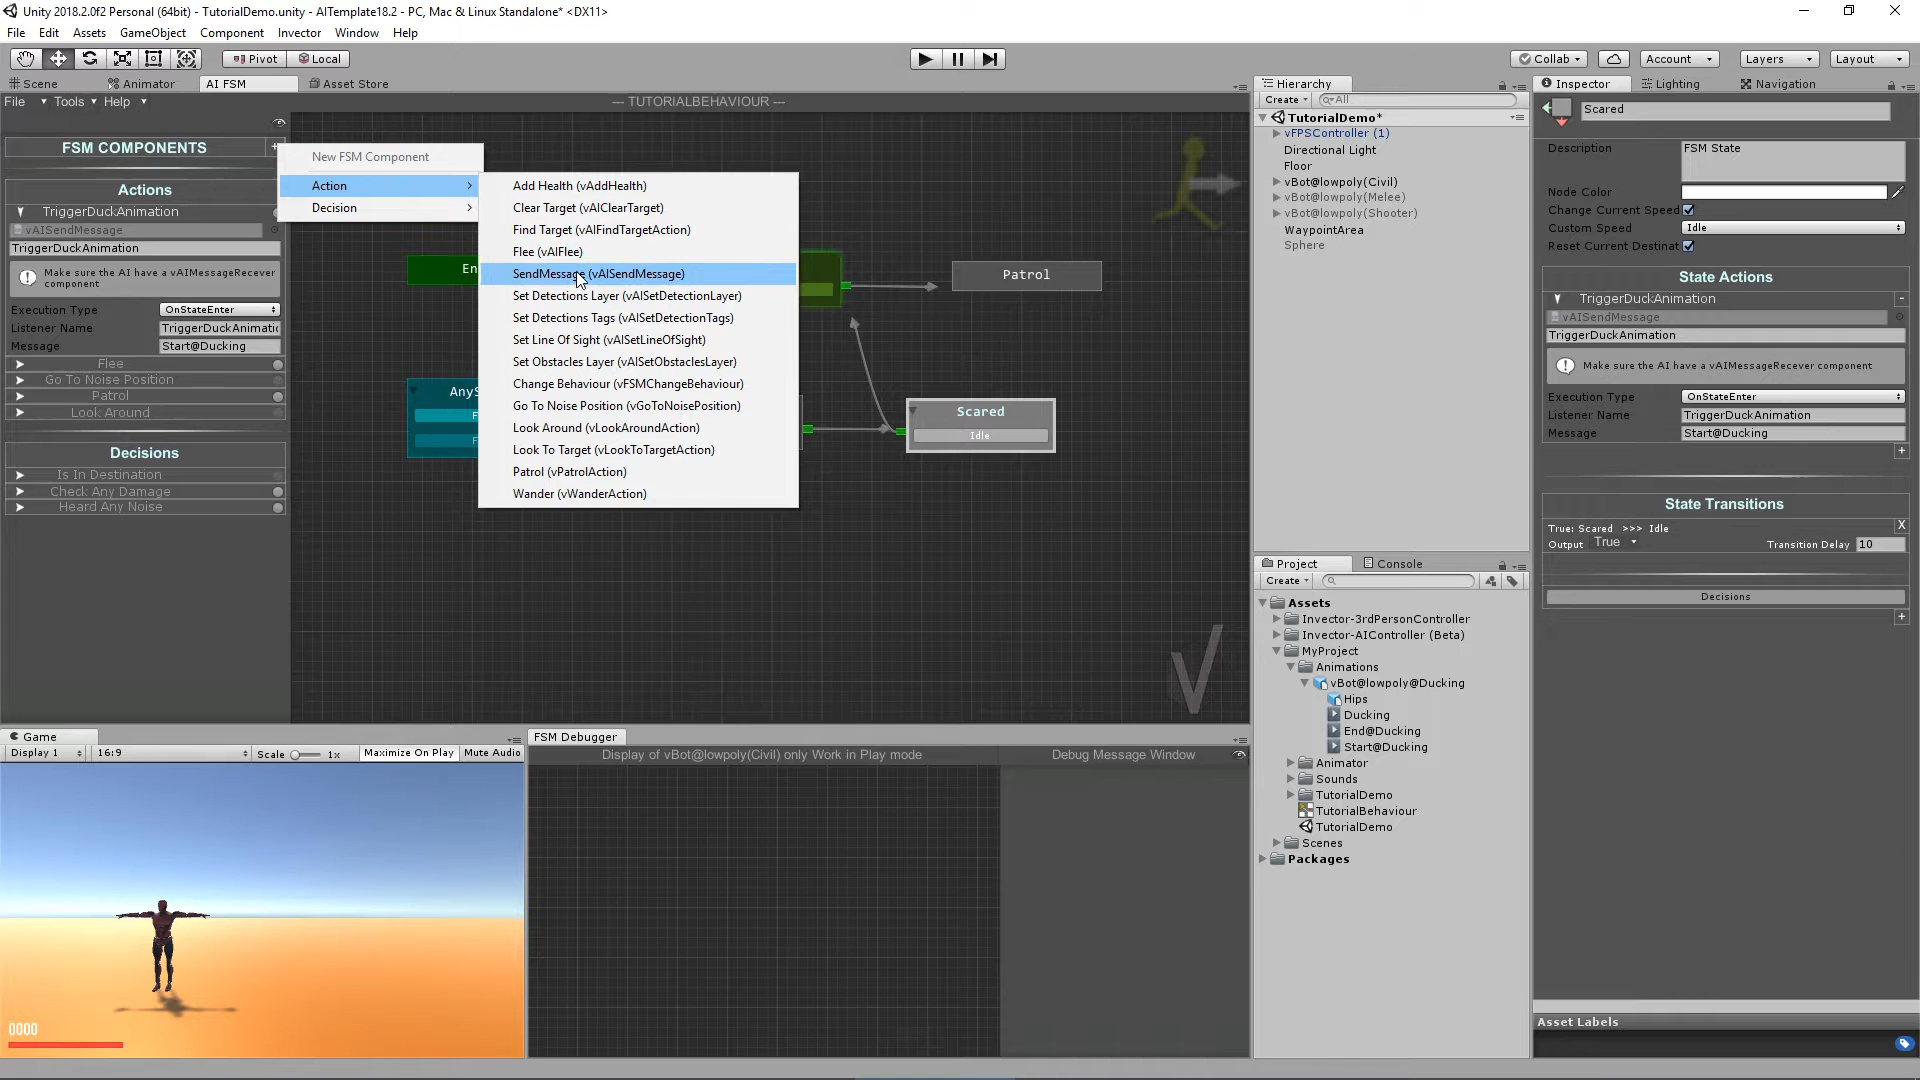 Unity 2018.2.0f2 Personal (64bit) - TutorialDemo.unity - AITemplate18.2 - PC, Mac & Linux Standalone* <DX11>
File Edit Assets GameObject Component Invector Window Help
Pivot Local Collab Account Layers Layout
Scene Animator AI FSM Asset Store
File Tools Help
--- TUTORIALBEHAVIOUR ---
FSM COMPONENTS +
Actions
TriggerDuckAnimation
vAISendMessage
TriggerDuckAnimation
Make sure the AI have a vAIMessageRecever
component
Execution Type OnStateEnter
Listener Name TriggerDuckAnimatic
Message Start@Ducking
Flee
Go To Noise Position
Patrol
Look Around
Decisions
Is In Destination
Check Any Damage
Heard Any Noise
New FSM Component
Action
Decision
Add Health (vAddHealth)
Clear Target (vAIClearTarget)
Find Target (vAIFindTargetAction)
Flee (vAIFlee)
SendMessage (vAISendMessage)
Set Detections Layer (vAISetDetectionLayer)
Set Detections Tags (vAISetDetectionTags)
Set Line Of Sight (vAISetLineOfSight)
Set Obstacles Layer (vAISetObstaclesLayer)
Change Behaviour (vFSMChangeBehaviour)
Go To Noise Position (vGoToNoisePosition)
Look Around (vLookAroundAction)
Look To Target (vLookToTargetAction)
Patrol (vPatrolAction)
Wander (vWanderAction)
En
Patrol
AnyS
F
F
Scared
Idle
Game
Display 1 16:9 Scale 1x Maximize On Play Mute Audio
0000
FSM Debugger
Display of vBot@lowpoly(Civil) only Work in Play mode
Debug Message Window
Hierarchy
Create All
TutorialDemo*
vFPSController (1)
Directional Light
Floor
vBot@lowpoly(Civil)
vBot@lowpoly(Melee)
vBot@lowpoly(Shooter)
WaypointArea
Sphere
Project Console
Create
Assets
Invector-3rdPersonController
Invector-AIController (Beta)
MyProject
Animations
vBot@lowpoly@Ducking
Hips
Ducking
End@Ducking
Start@Ducking
Animator
Sounds
TutorialDemo
TutorialBehaviour
TutorialDemo
Scenes
Packages
Inspector Lighting Navigation
Scared
Description FSM State
Node Color
Change Current Speed
Custom Speed Idle
Reset Current Destinat
State Actions
TriggerDuckAnimation -
vAISendMessage
TriggerDuckAnimation
Make sure the AI have a vAIMessageRecever component
Execution Type OnStateEnter
Listener Name TriggerDuckAnimation
Message Start@Ducking
+
State Transitions
True: Scared >>> Idle X
Output True Transition Delay 10
Decisions
+
Asset Labels